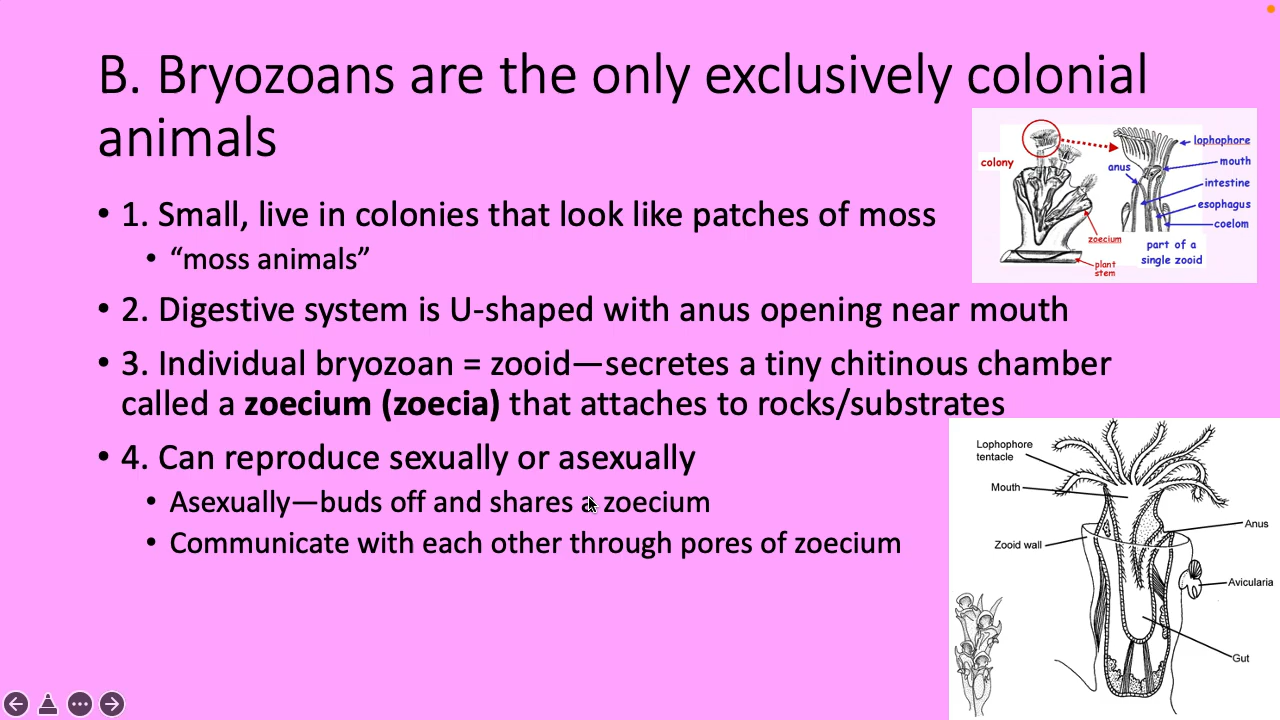 B. Bryozoans are the only exclusively colonial
animals
• 1. Small, live in colonies that look like patches of moss
• “moss animals”
• 2. Digestive system is U-shaped with anus opening near mouth
• 3. Individual bryozoan = zooid—secretes a tiny chitinous chamber
called a zoecium (zoecia) that attaches to rocks/substrates
• 4. Can reproduce sexually or asexually
• Asexually—buds off and shares a zoecium
• Communicate with each other through pores of zoecium
colony
lophophore
mouth
anus
intestine
esophagus
coelom
zoecium
plant
stem
part of a
single zooid
Lophophore
tentacle
Mouth
Zooid wall
Anus
Avicularia
Gut